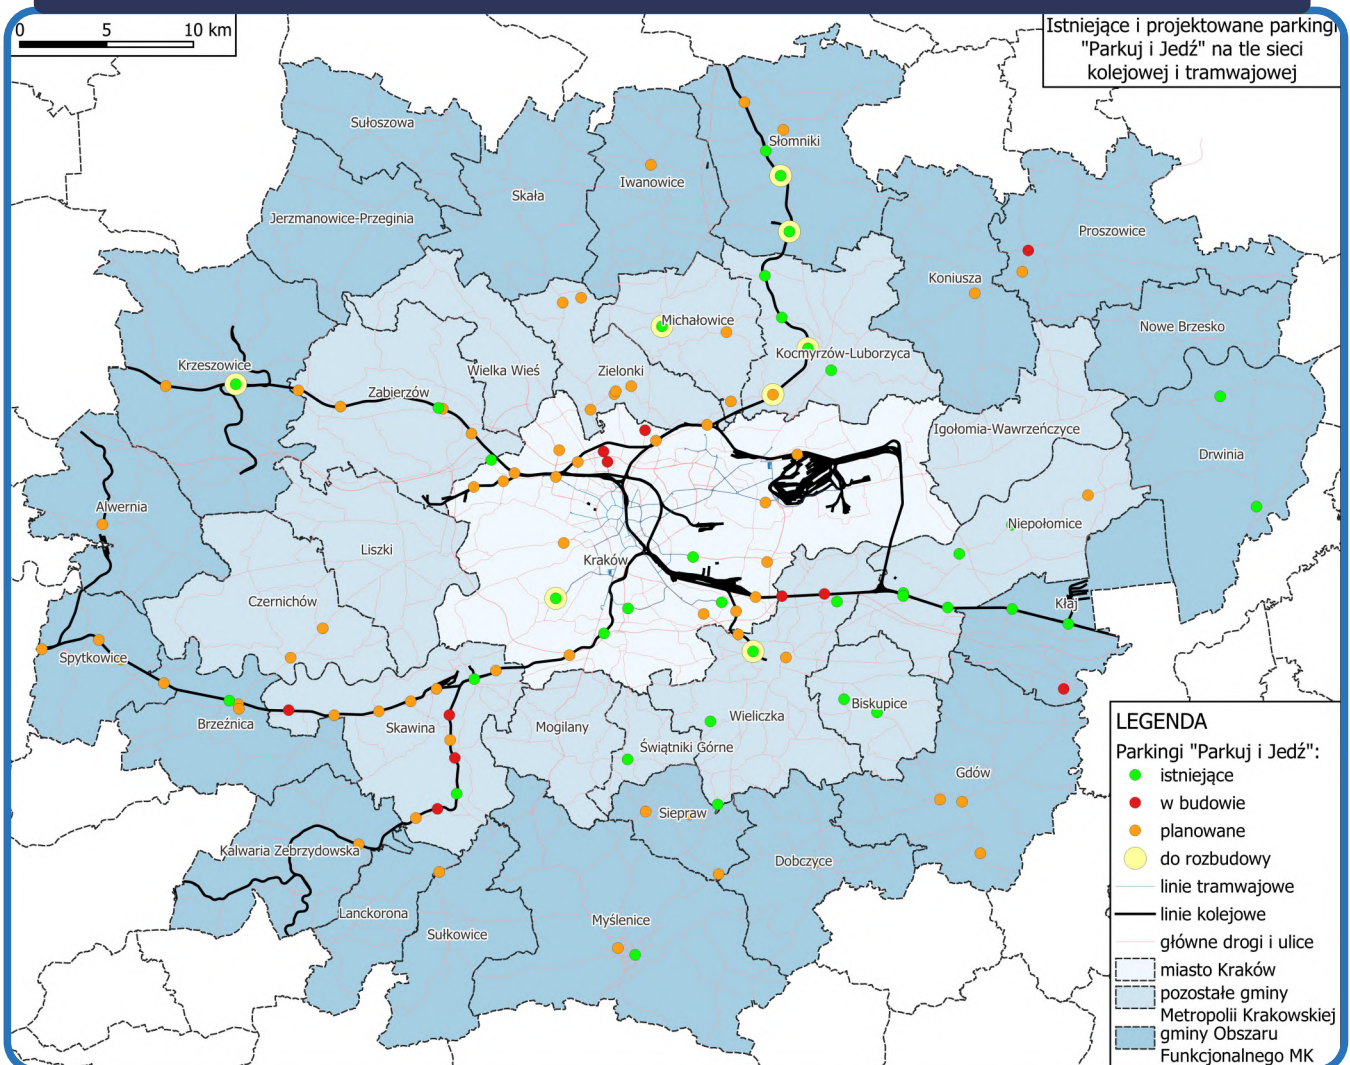 0 5 10 km
Istniejące i projektowane parkingi
"Parkuj i Jedź" na tle sieci
kolejowej i tramwajowej
Sułoszowa
Słomniki
Iwanowice
Skała
Jerzmanowice-Przeginia
Proszowice
Koniusza
Michałowice
Nowe Brzesko
Kocmyrzów-Luborzyca
Krzeszowice
Wielka Wieś
Zielonki
Zabierzów
Igołomia-Wawrzeńczyce
Drwinia
Alwernia
Niepołomice
Liszki
Kraków
Czernichów
Kłaj
Spytkowice
Biskupice
Wieliczka
Brzeźnica
Skawina
Mogilany
Świątniki Górne
Gdów
Siepraw
Kalwaria Zebrzydowska
Dobczyce
Lanckorona
Myślenice
Sułkowice
LEGENDA
Parkingi "Parkuj i Jedź":
istniejące
w budowie
planowane
do rozbudowy
linie tramwajowe
linie kolejowe
główne drogi i ulice
miasto Kraków
pozostałe gminy
Metropolii Krakowskiej
gminy Obszaru
Funkcjonalnego MK